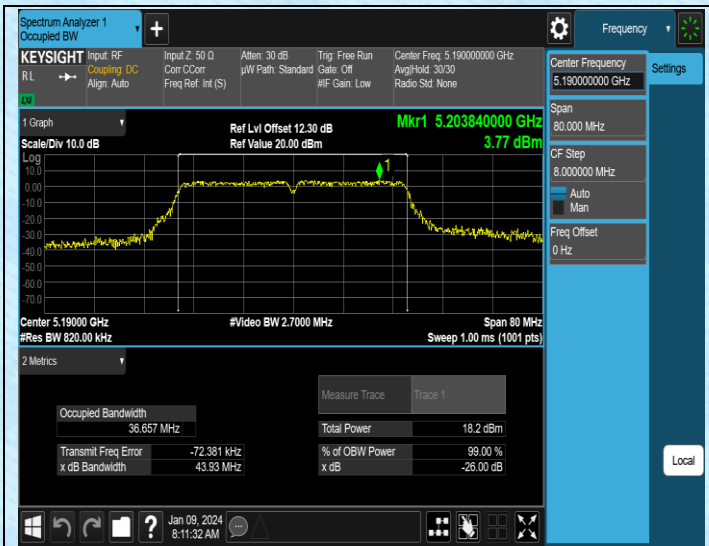 Spectrum Analyzer 1
Occupied BW
Frequency
KEYSIGHT
Input: RF
Coupling: DC
Align: Auto
Input Z: 50 Ω
Corr CCorr
Freq Ref: Int (S)
Atten: 30 dB
µW Path: Standard
Trig: Free Run
Gate: Off
#IF Gain: Low
Center Freq: 5.190000000 GHz
Avg|Hold: 30/30
Radio Std: None
R L
Center Frequency
5.190000000 GHz
Settings
Span
80.000 MHz
CF Step
8.000000 MHz
Auto
Man
Freq Offset
0 Hz
1 Graph
Scale/Div 10.0 dB
Ref Lvl Offset 12.30 dB
Ref Value 20.00 dBm
Mkr1 5.203840000 GHz
3.77 dBm
Log
10.0
0.00
-10.0
-20.0
-30.0
-40.0
-50.0
-60.0
-70.0
1
Center 5.19000 GHz
#Res BW 820.00 kHz
#Video BW 2.7000 MHz
Span 80 MHz
Sweep 1.00 ms (1001 pts)
2 Metrics
Measure Trace
Trace 1
Occupied Bandwidth
36.657 MHz
Total Power
18.2 dBm
Transmit Freq Error
-72.381 kHz
% of OBW Power
99.00 %
x dB Bandwidth
43.93 MHz
x dB
-26.00 dB
Local
?
Jan 09, 2024
8:11:32 AM